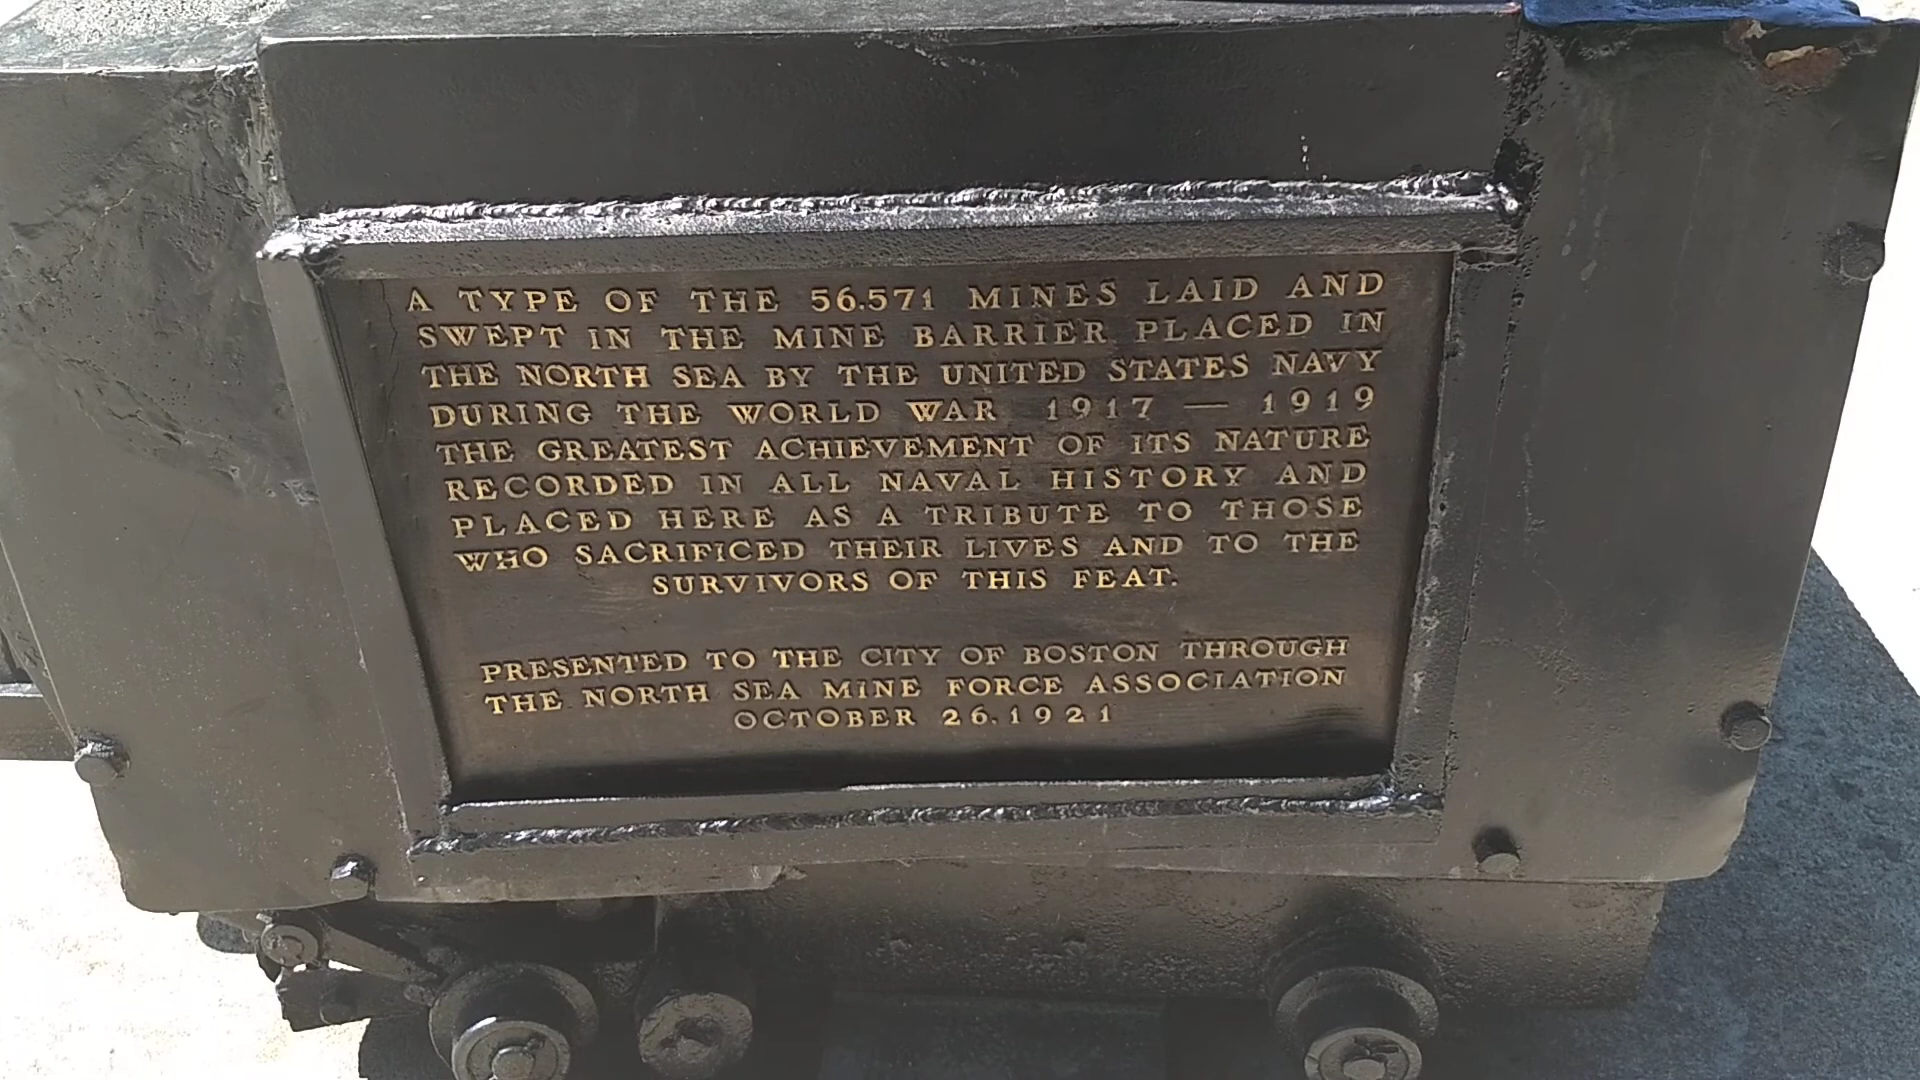 A TYPE OF THE 56.571 MINES LAID AND
SWEPT IN THE MINE BARRIER PLACED IN
THE NORTH SEA BY THE UNITED STATES NAVY
DURING THE WORLD WAR 1917 — 1919
THE GREATEST ACHIEVEMENT OF ITS NATURE
RECORDED IN ALL NAVAL HISTORY AND
PLACED HERE AS A TRIBUTE TO THOSE
WHO SACRIFICED THEIR LIVES AND TO THE
SURVIVORS OF THIS FEAT.
PRESENTED TO THE CITY OF BOSTON THROUGH
THE NORTH SEA MINE FORCE ASSOCIATION
OCTOBER 26.1921